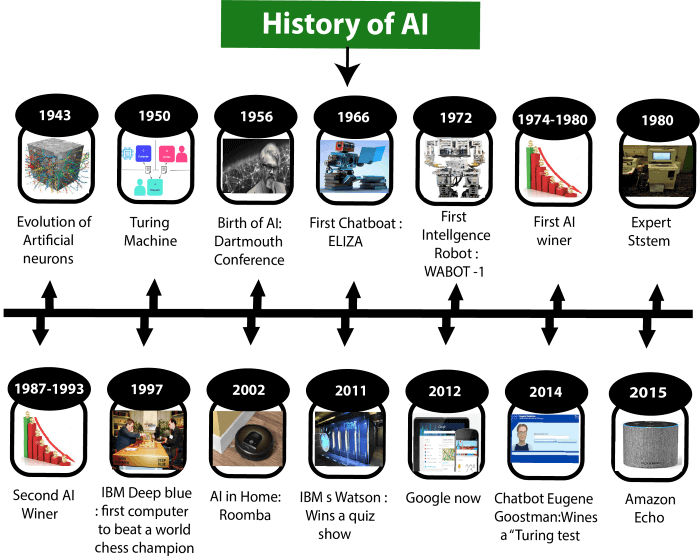 History of AI
1943
1950
1956
1966
1972
1974-1980
1980
Evolution of
Artificial
neurons
Turing
Machine
Birth of AI:
Dartmouth
Conference
First Chatboat :
ELIZA
First
Intellgence
Robot :
WABOT -1
First AI
winer
Expert
Ststem
1987-1993
1997
2002
2011
2012
2014
2015
Second AI
Winer
IBM Deep blue
: first computer
to beat a world
chess champion
AI in Home:
Roomba
IBM s Watson :
Wins a quiz
show
Google now
Chatbot Eugene
Goostman:Wines
a “Turing test
Amazon
Echo